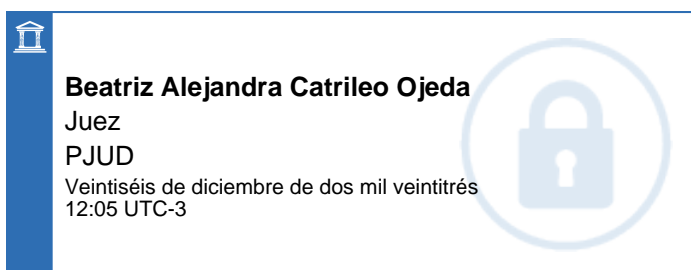 Beatriz Alejandra Catrileo Ojeda
Juez
PJUD
Veintiséis de diciembre de dos mil veintitrés
12:05 UTC-3